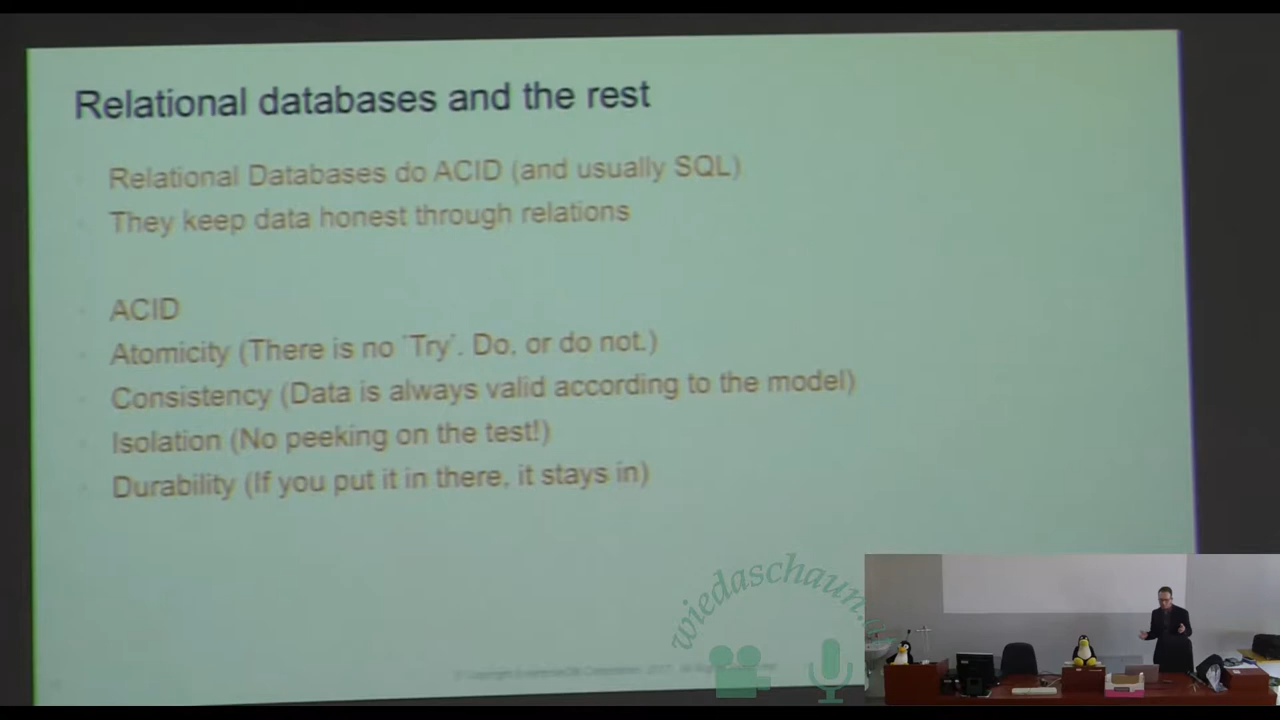 Relational databases and the rest
Relational Databases do ACID (and usually SQL)
They keep data honest through relations
ACID
Atomicity (There is no "Try". Do, or do not.)
Consistency (Data is always valid according to the model)
Isolation (No peeking on the test!)
Durability (If you put it in there, it stays in)
wiedaschaun